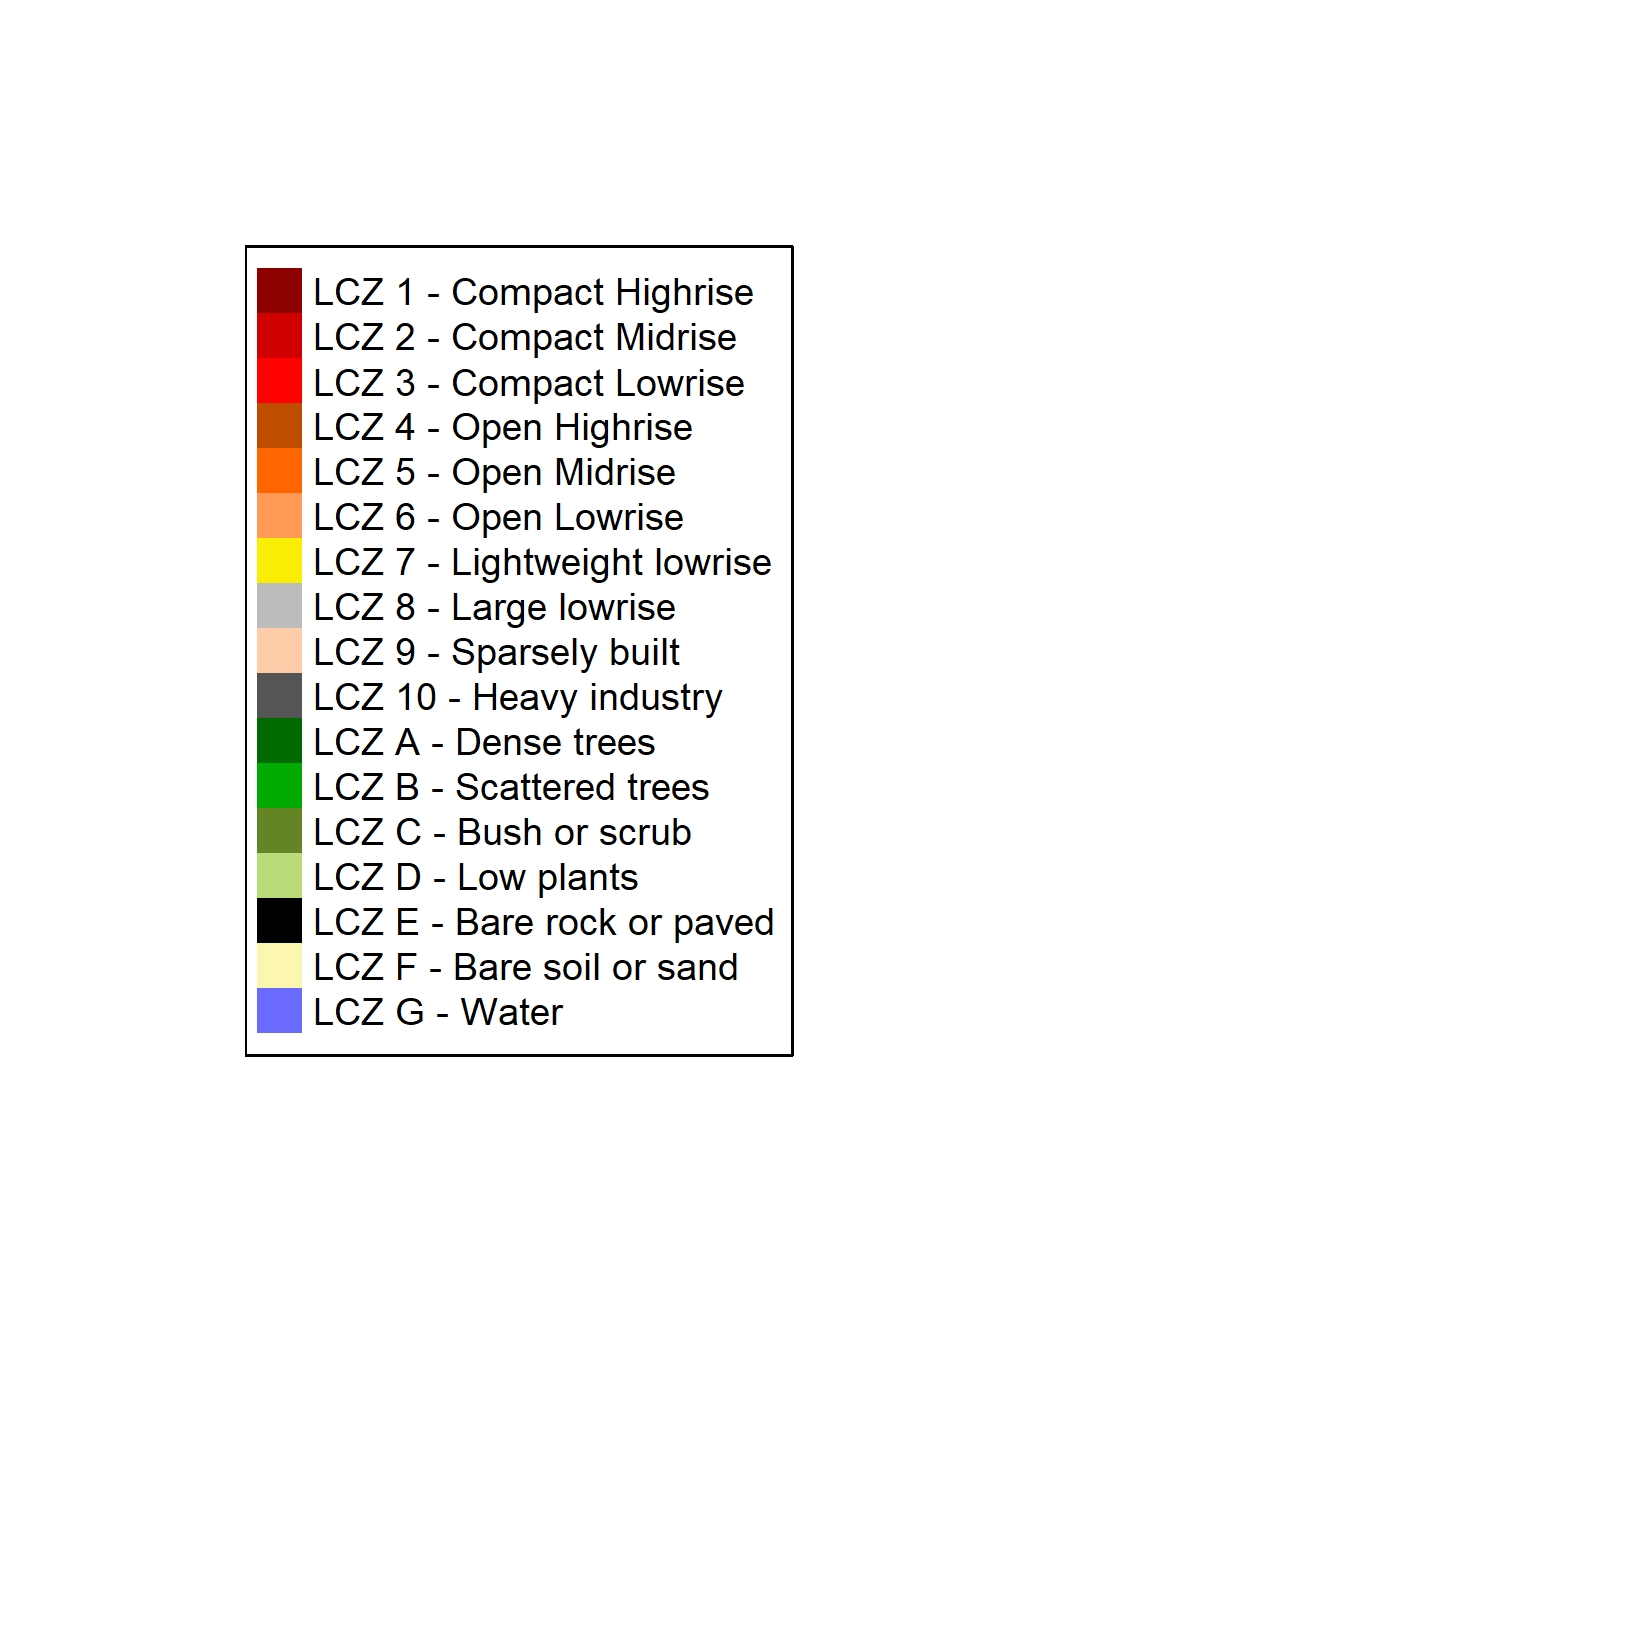 LCZ 1 - Compact Highrise
LCZ 2 - Compact Midrise
LCZ 3 - Compact Lowrise
LCZ 4 - Open Highrise
LCZ 5 - Open Midrise
LCZ 6 - Open Lowrise
LCZ 7 - Lightweight lowrise
LCZ 8 - Large lowrise
LCZ 9 - Sparsely built
LCZ 10 - Heavy industry
LCZ A - Dense trees
LCZ B - Scattered trees
LCZ C - Bush or scrub
LCZ D - Low plants
LCZ E - Bare rock or paved
LCZ F - Bare soil or sand
LCZ G - Water